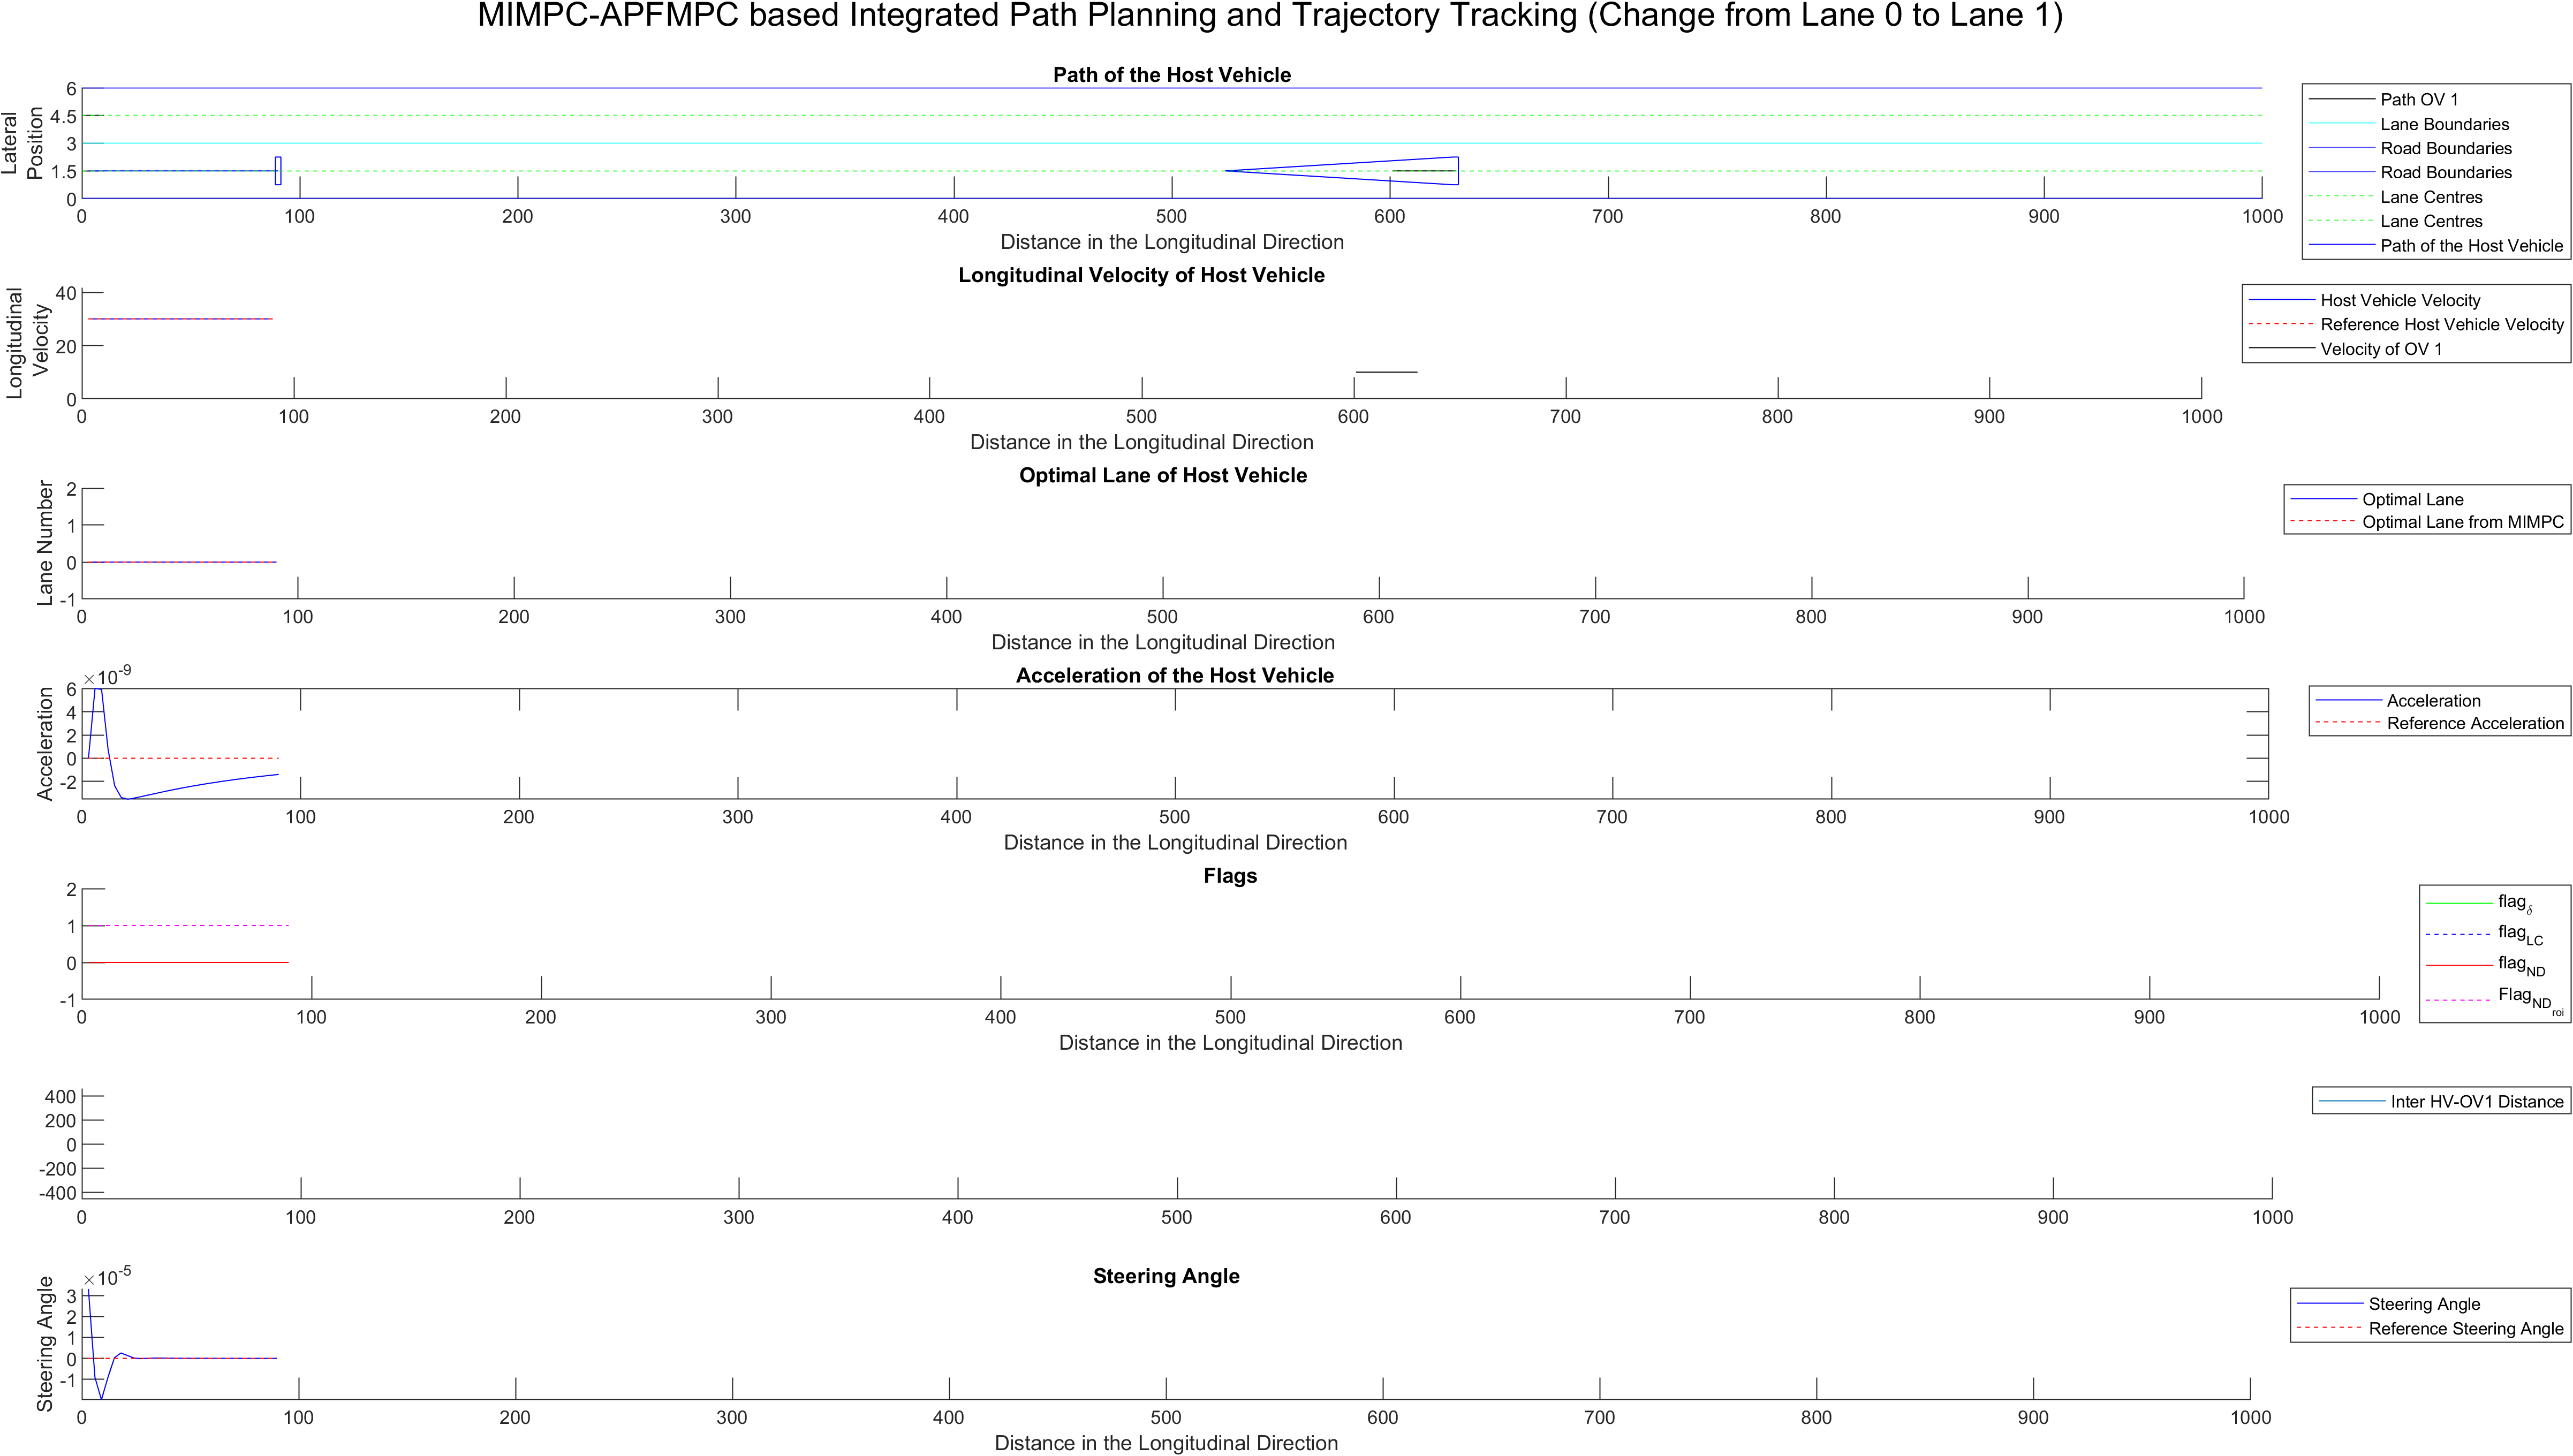 MIMPC-APFMPC based Integrated Path Planning and Trajectory Tracking (Change from Lane 0 to Lane 1)
Path of the Host Vehicle
Lateral
Position
6
4.5
3
1.5
0
0 100 200 300 400 500 600 700 800 900 1000
Distance in the Longitudinal Direction
Path OV 1
Lane Boundaries
Road Boundaries
Road Boundaries
Lane Centres
Lane Centres
Path of the Host Vehicle
Longitudinal Velocity of Host Vehicle
Longitudinal
Velocity
40
20
0
0 100 200 300 400 500 600 700 800 900 1000
Distance in the Longitudinal Direction
Host Vehicle Velocity
Reference Host Vehicle Velocity
Velocity of OV 1
Optimal Lane of Host Vehicle
Lane Number
2
1
0
-1
0 100 200 300 400 500 600 700 800 900 1000
Distance in the Longitudinal Direction
Optimal Lane
Optimal Lane from MIMPC
Acceleration of the Host Vehicle
×10-9
Acceleration
6
4
2
0
-2
0 100 200 300 400 500 600 700 800 900 1000
Distance in the Longitudinal Direction
Acceleration
Reference Acceleration
Flags
2
1
0
-1
0 100 200 300 400 500 600 700 800 900 1000
Distance in the Longitudinal Direction
flagδ
flagLC
flagND
FlagNDroi
400
200
0
-200
-400
0 100 200 300 400 500 600 700 800 900 1000
Inter HV-OV1 Distance
Steering Angle
×10-5
Steering Angle
3
2
1
0
-1
0 100 200 300 400 500 600 700 800 900 1000
Distance in the Longitudinal Direction
Steering Angle
Reference Steering Angle